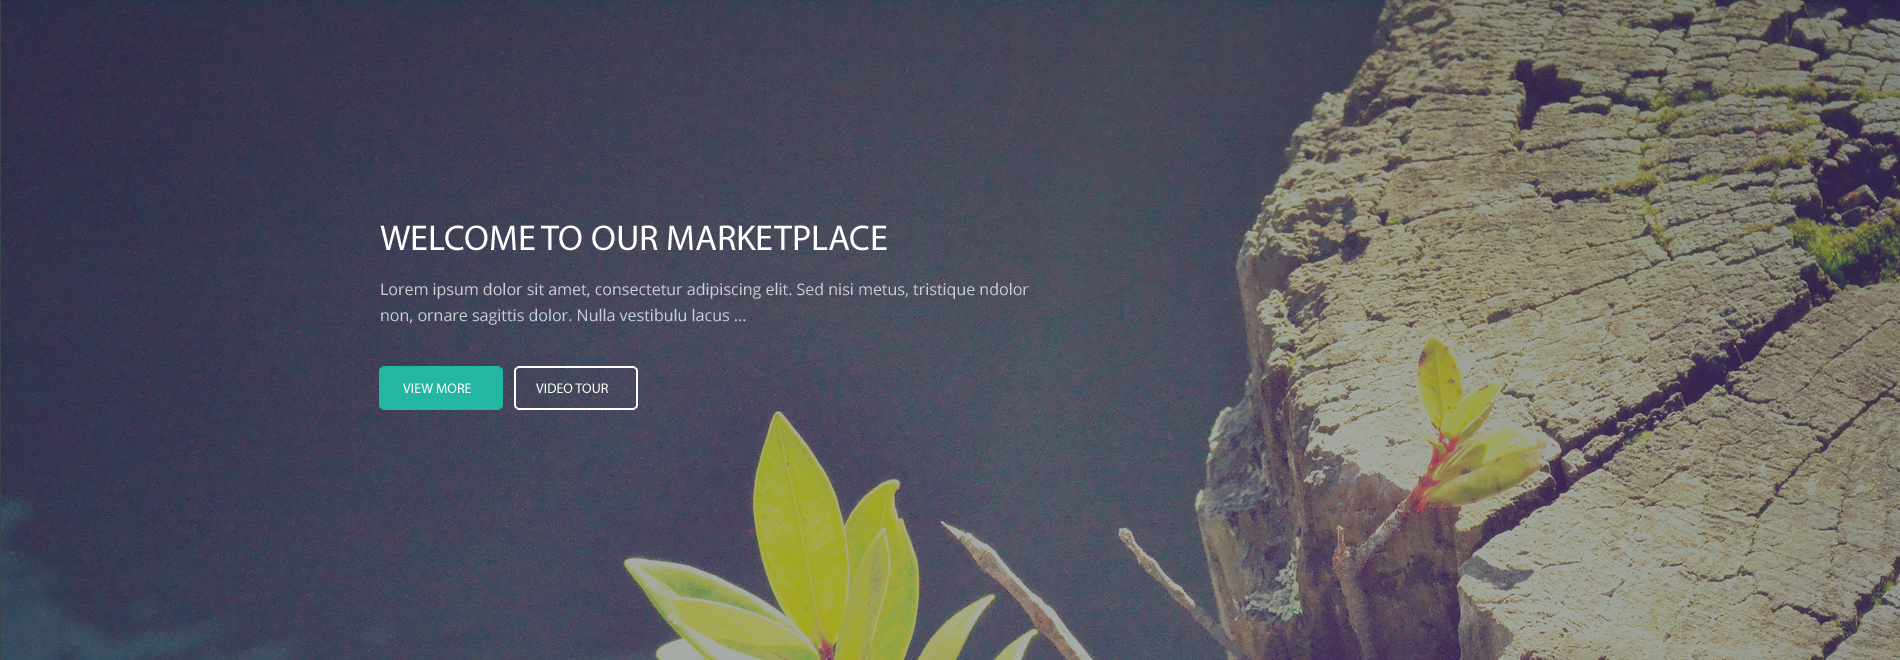 WELCOME TO OUR MARKETPLACE
Lorem ipsum dolor sit amet, consectetur adipiscing elit. Sed nisi metus, tristique ndolor
non, ornare sagittis dolor. Nulla vestibulu lacus ...
VIEW MORE
VIDEO TOUR